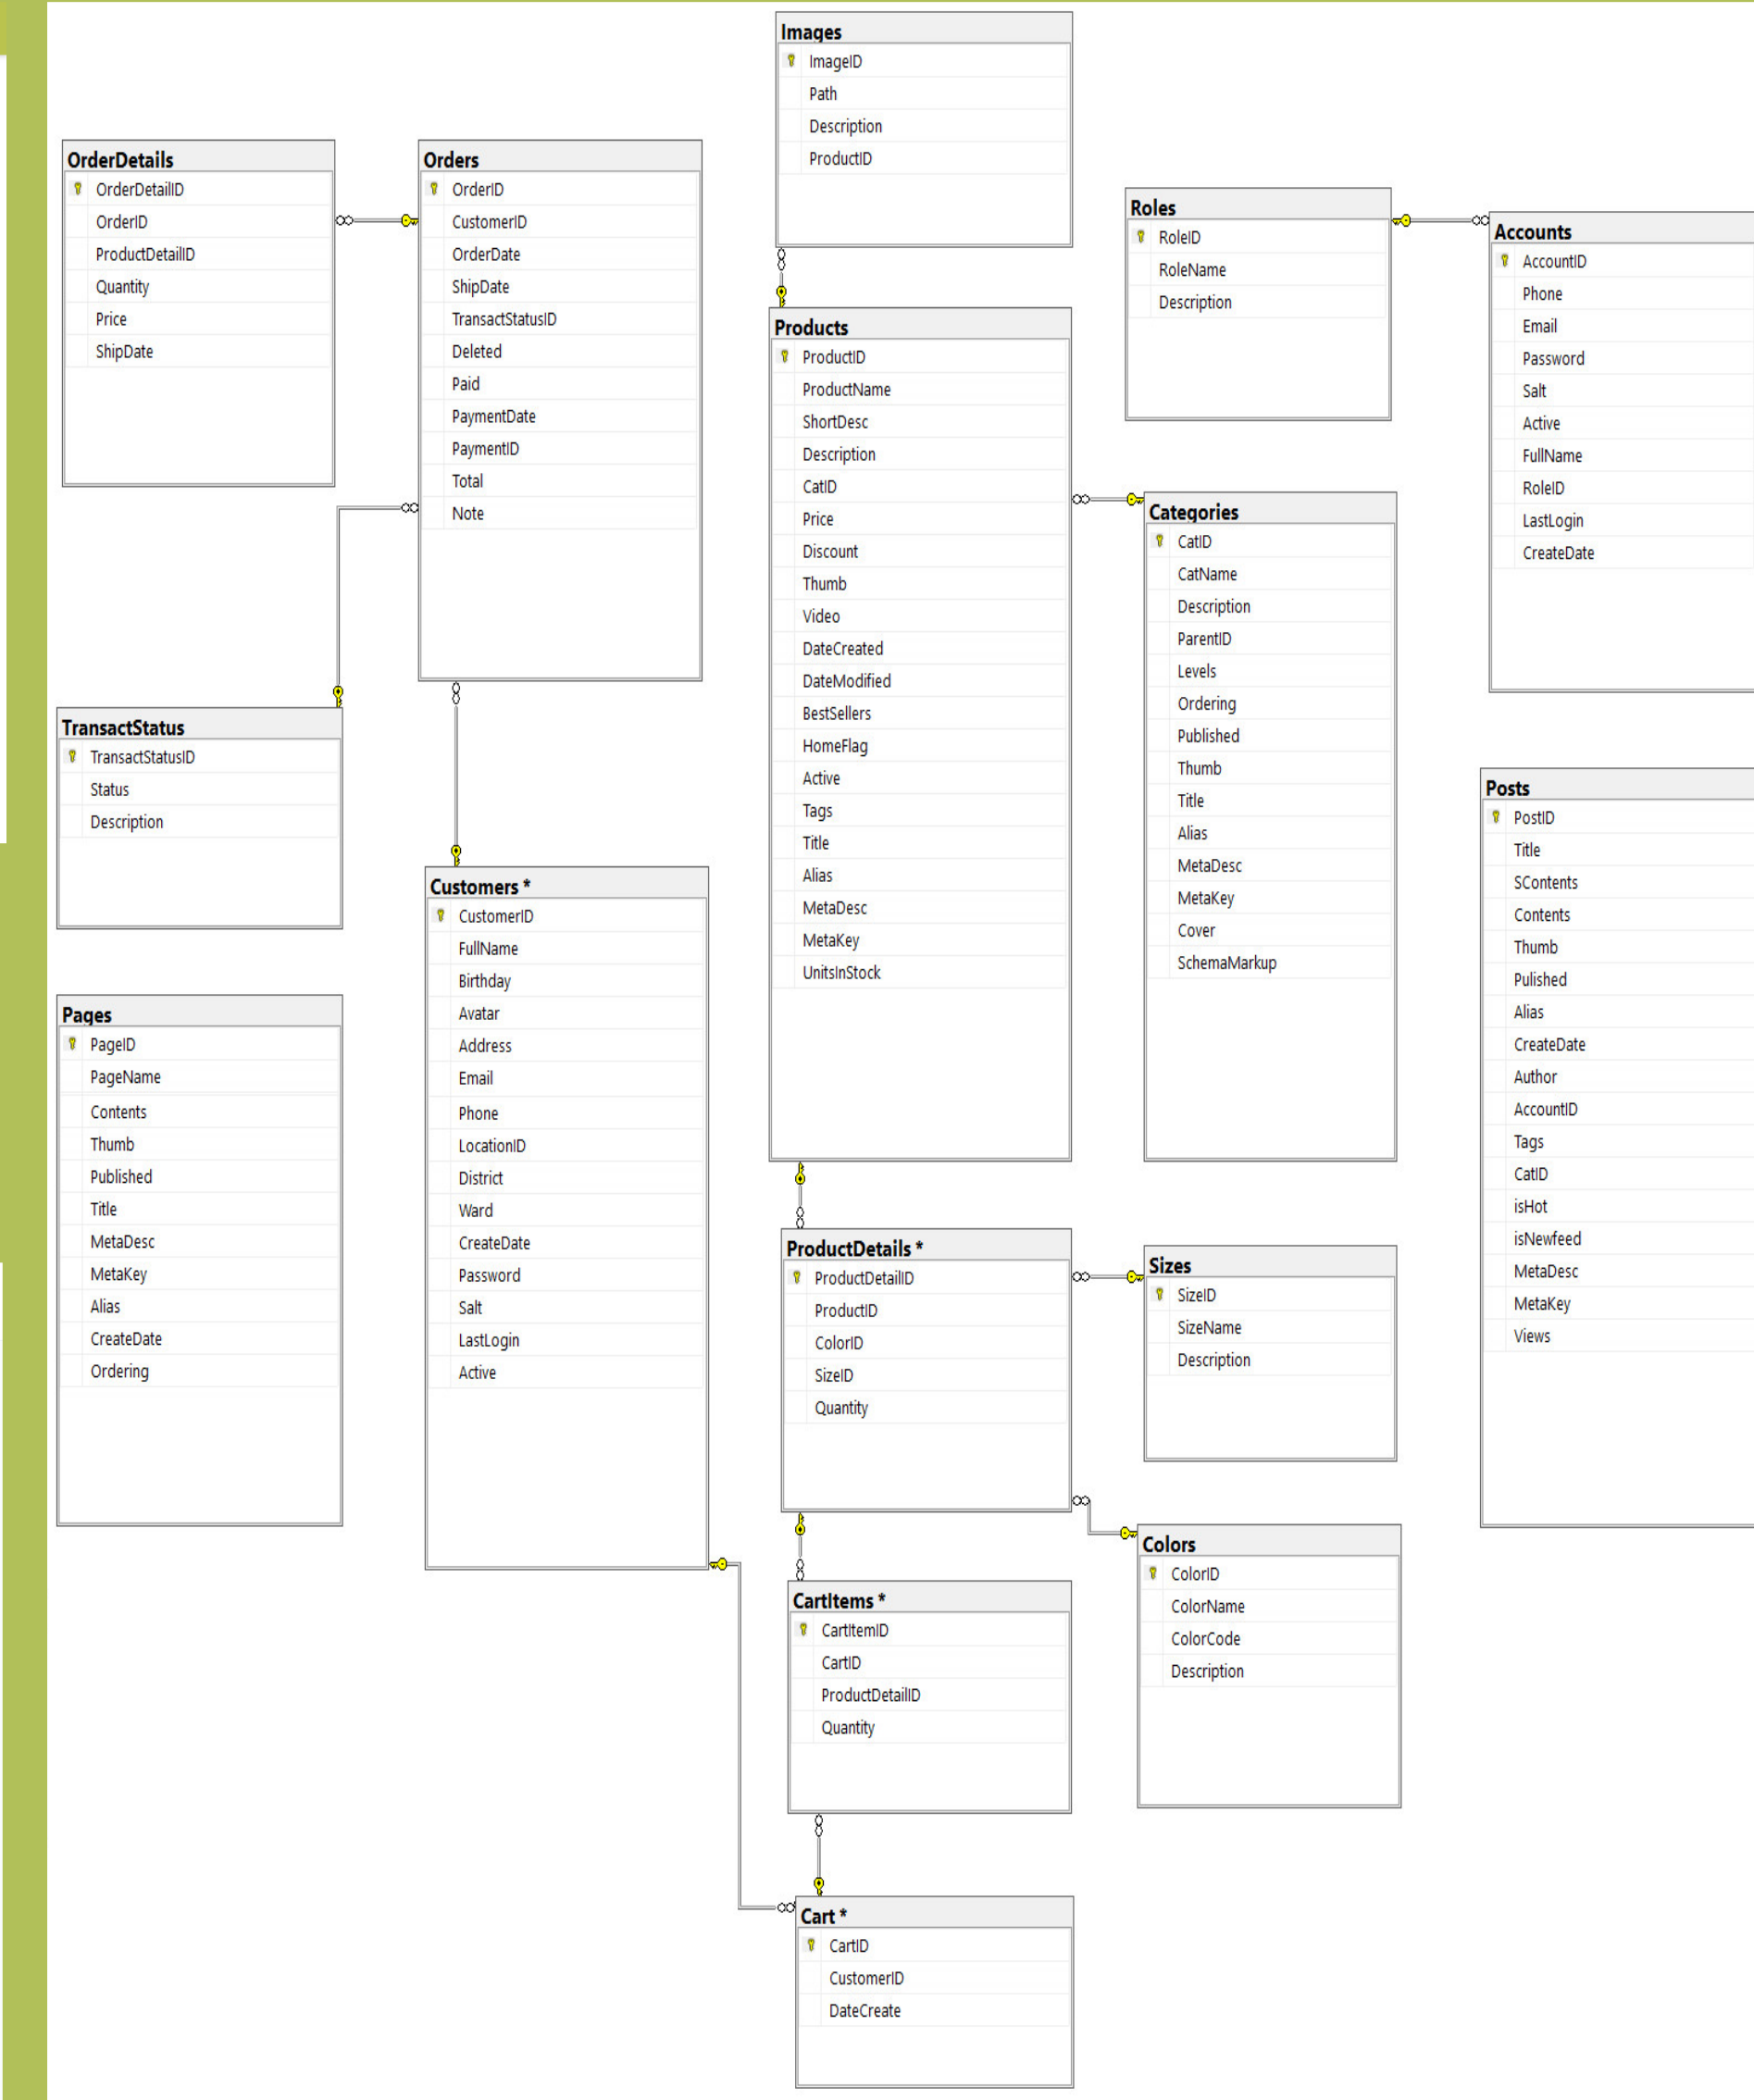 Images
ImageID
Path
Description
ProductID
OrderDetails
OrderDetailID
OrderID
ProductDetailID
Quantity
Price
ShipDate
Orders
OrderID
CustomerID
OrderDate
ShipDate
TransactStatusID
Deleted
Paid
PaymentDate
PaymentID
Total
Note
Roles
RoleID
RoleName
Description
Accounts
AccountID
Phone
Email
Password
Salt
Active
FullName
RoleID
LastLogin
CreateDate
Products
ProductID
ProductName
ShortDesc
Description
CatID
Price
Discount
Thumb
Video
DateCreated
DateModified
BestSellers
HomeFlag
Active
Tags
Title
Alias
MetaDesc
MetaKey
UnitsInStock
Categories
CatID
CatName
Description
ParentID
Levels
Ordering
Published
Thumb
Title
Alias
MetaDesc
MetaKey
Cover
SchemaMarkup
TransactStatus
TransactStatusID
Status
Description
Posts
PostID
Title
SContents
Contents
Thumb
Pulished
Alias
CreateDate
Author
AccountID
Tags
CatID
isHot
isNewfeed
MetaDesc
MetaKey
Views
Customers *
CustomerID
FullName
Birthday
Avatar
Address
Email
Phone
LocationID
District
Ward
CreateDate
Password
Salt
LastLogin
Active
Pages
PageID
PageName
Contents
Thumb
Published
Title
MetaDesc
MetaKey
Alias
CreateDate
Ordering
ProductDetails *
ProductDetailID
ProductID
ColorID
SizeID
Quantity
Sizes
SizeID
SizeName
Description
Colors
ColorID
ColorName
ColorCode
Description
CartItems *
CartItemID
CartID
ProductDetailID
Quantity
Cart *
CartID
CustomerID
DateCreate